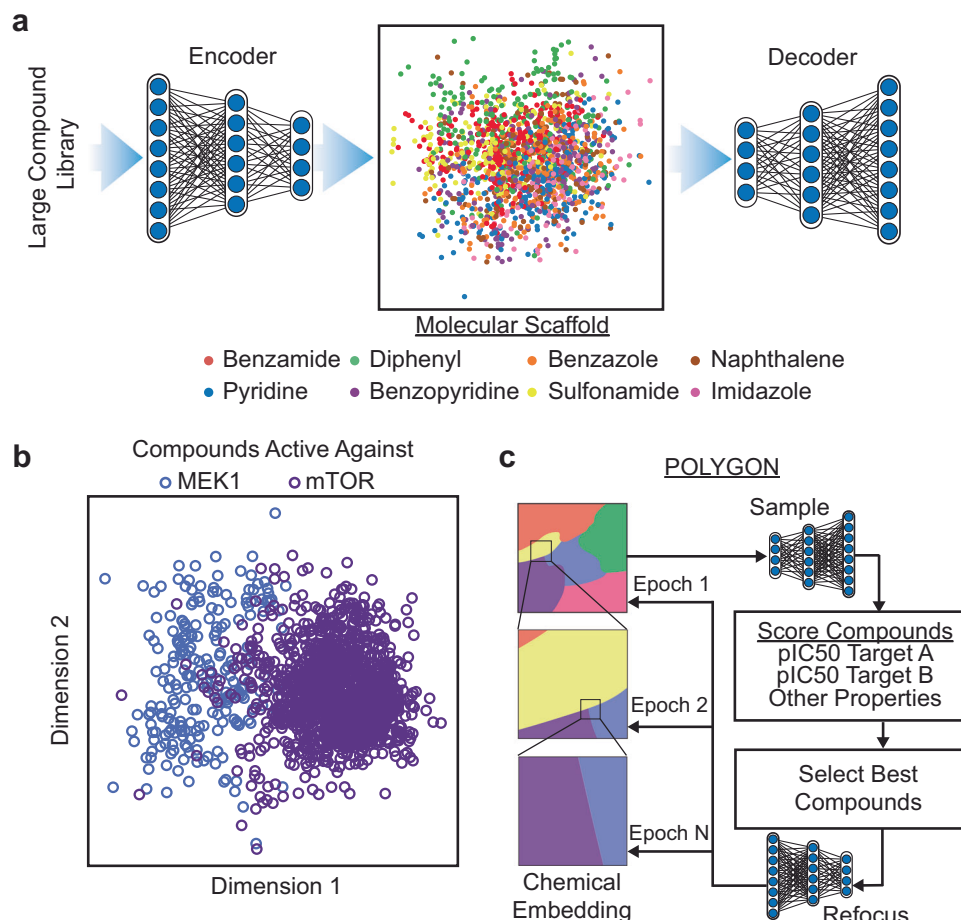 a
Large Compound
Library
Encoder
Decoder
Molecular Scaffold
Benzamide
Diphenyl
Benzazole
Naphthalene
Pyridine
Benzopyridine
Sulfonamide
Imidazole
b
Compounds Active Against
MEK1
mTOR
Dimension 2
Dimension 1
c
POLYGON
Sample
Epoch 1
Score Compounds
pIC50 Target A
pIC50 Target B
Other Properties
Epoch 2
Select Best
Compounds
Epoch N
Chemical
Embedding
Refocus